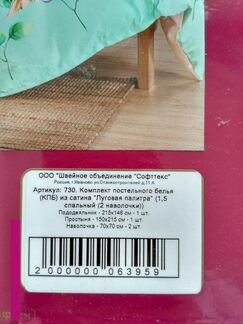 ООО "Швейное объединение "Софттекс"
Россия, г.Иваново ул.Станкостроителей д.11 А
Артикул: 730. Комплект постельного белья
(КПБ) из сатина "Луговая палитра" (1,5
спальный (2 наволочки))
Пододеяльник - 215х146 см - 1 шт.
Простыня - 150х215 см - 1 шт.
Наволочка - 70х70 см - 2 шт.
2 000000 063959